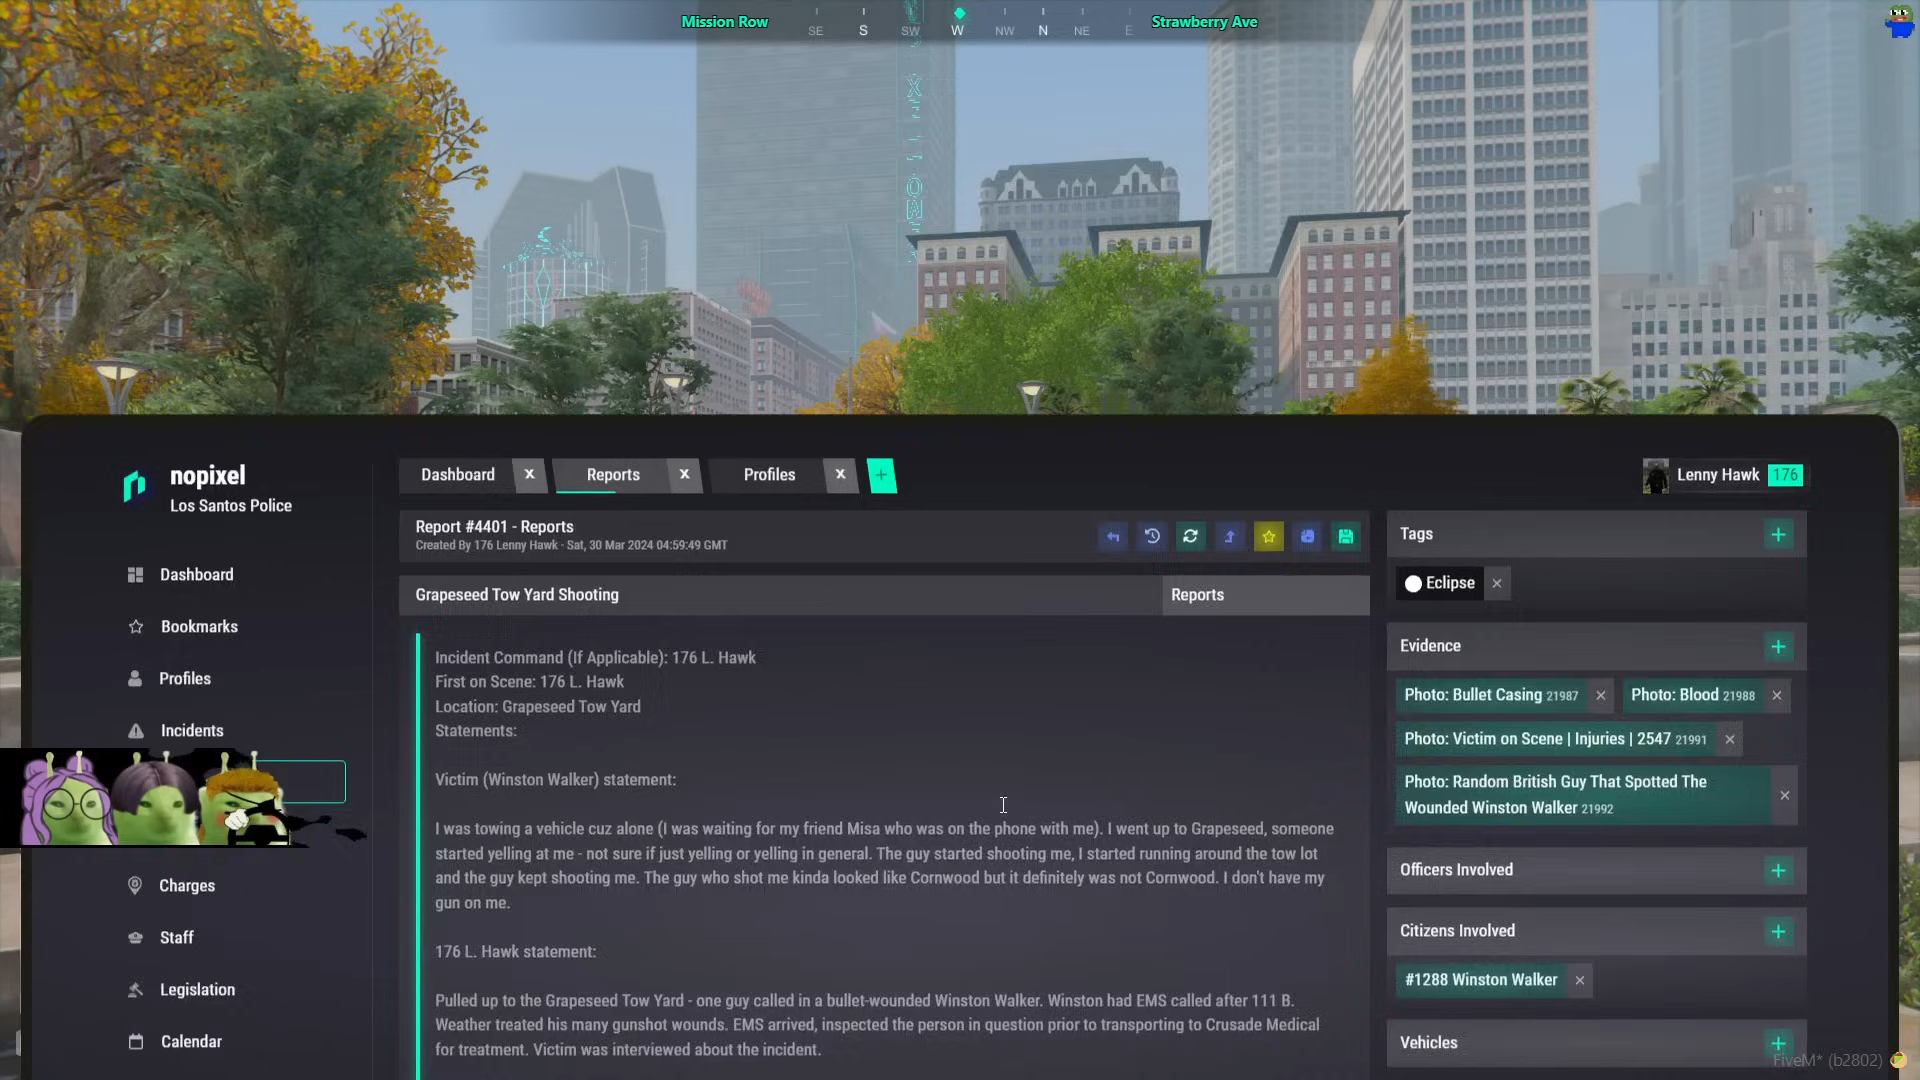 Mission Row
SE S SW W NW N NE E
Strawberry Ave
nopixel
Los Santos Police
Dashboard x
Reports x
Profiles x
+
Lenny Hawk 176
Dashboard
Bookmarks
Profiles
Incidents
Charges
Staff
Legislation
Calendar
Report #4401 - Reports
Created By 176 Lenny Hawk · Sat, 30 Mar 2024 04:59:49 GMT
Grapeseed Tow Yard Shooting
Reports
Incident Command (If Applicable): 176 L. Hawk
First on Scene: 176 L. Hawk
Location: Grapeseed Tow Yard
Statements:
Victim (Winston Walker) statement:
I was towing a vehicle cuz alone (I was waiting for my friend Misa who was on the phone with me). I went up to Grapeseed, someone
started yelling at me - not sure if just yelling or yelling in general. The guy started shooting me, I started running around the tow lot
and the guy kept shooting me. The guy who shot me kinda looked like Cornwood but it definitely was not Cornwood. I don't have my
gun on me.
176 L. Hawk statement:
Pulled up to the Grapeseed Tow Yard - one guy called in a bullet-wounded Winston Walker. Winston had EMS called after 111 B.
Weather treated his many gunshot wounds. EMS arrived, inspected the person in question prior to transporting to Crusade Medical
for treatment. Victim was interviewed about the incident.
Tags +
Eclipse ×
Evidence +
Photo: Bullet Casing 21987 ×
Photo: Blood 21988 ×
Photo: Victim on Scene | Injuries | 2547 21991 ×
Photo: Random British Guy That Spotted The
Wounded Winston Walker 21992 ×
Officers Involved +
Citizens Involved +
#1288 Winston Walker ×
Vehicles +
FiveM* (b2802)